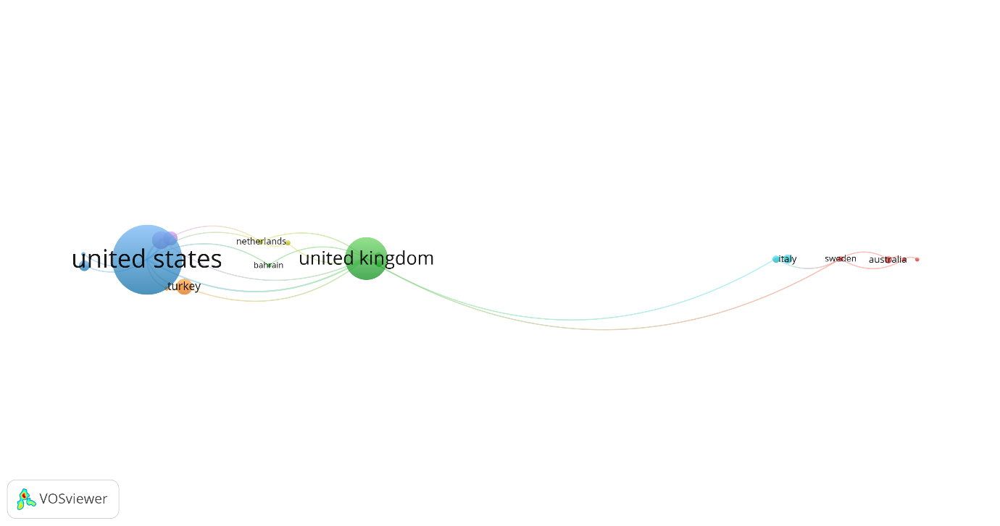 netherlands
united states
united kingdom
bahrain
turkey
italy
sweden
australia
VOSviewer